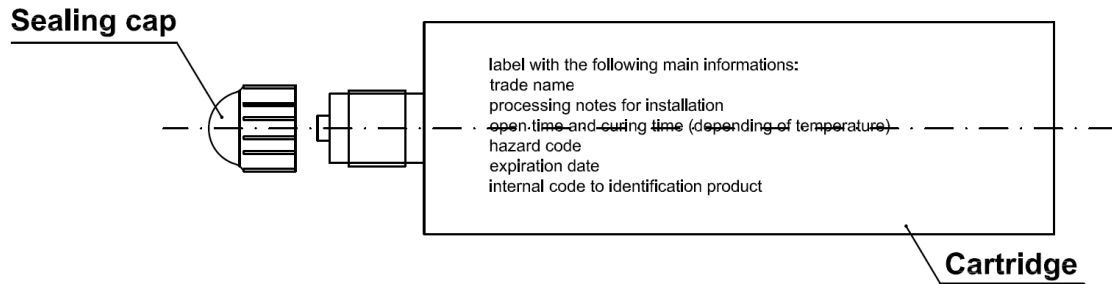 Sealing cap
label with the following main informations:
trade name
processing notes for installation
open time and curing time (depending of temperature)
hazard code
expiration date
internal code to identification product
Cartridge